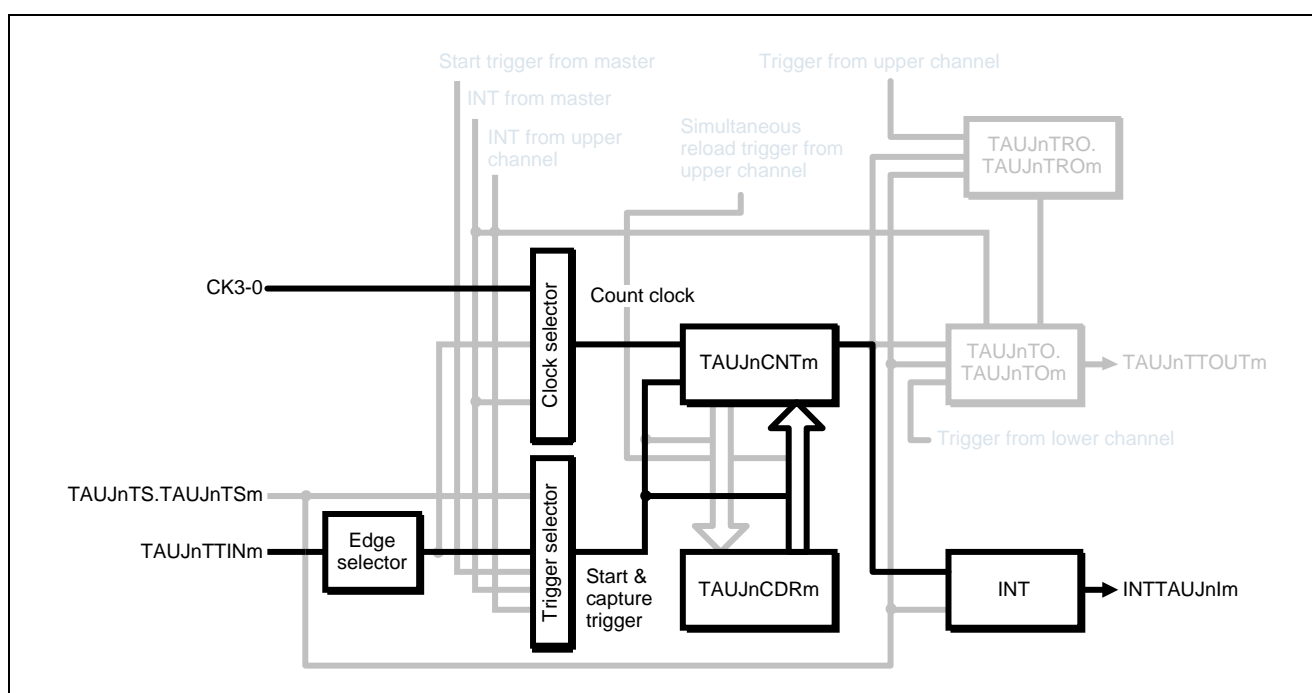 Start trigger from master
Trigger from upper channel
INT from master
INT from upper
channel
Simultaneous
reload trigger from
upper channel
TAUJnTRO.
TAUJnTROm
CK3-0
Clock selector
Count clock
TAUJnCNTm
TAUJnTO.
TAUJnTOm
TAUJnTTOUTm
Trigger from lower channel
TAUJnTS.TAUJnTSm
TAUJnTTINm
Edge
selector
Trigger selector
Start &
capture
trigger
TAUJnCDRm
INT
INTTAUJnIm